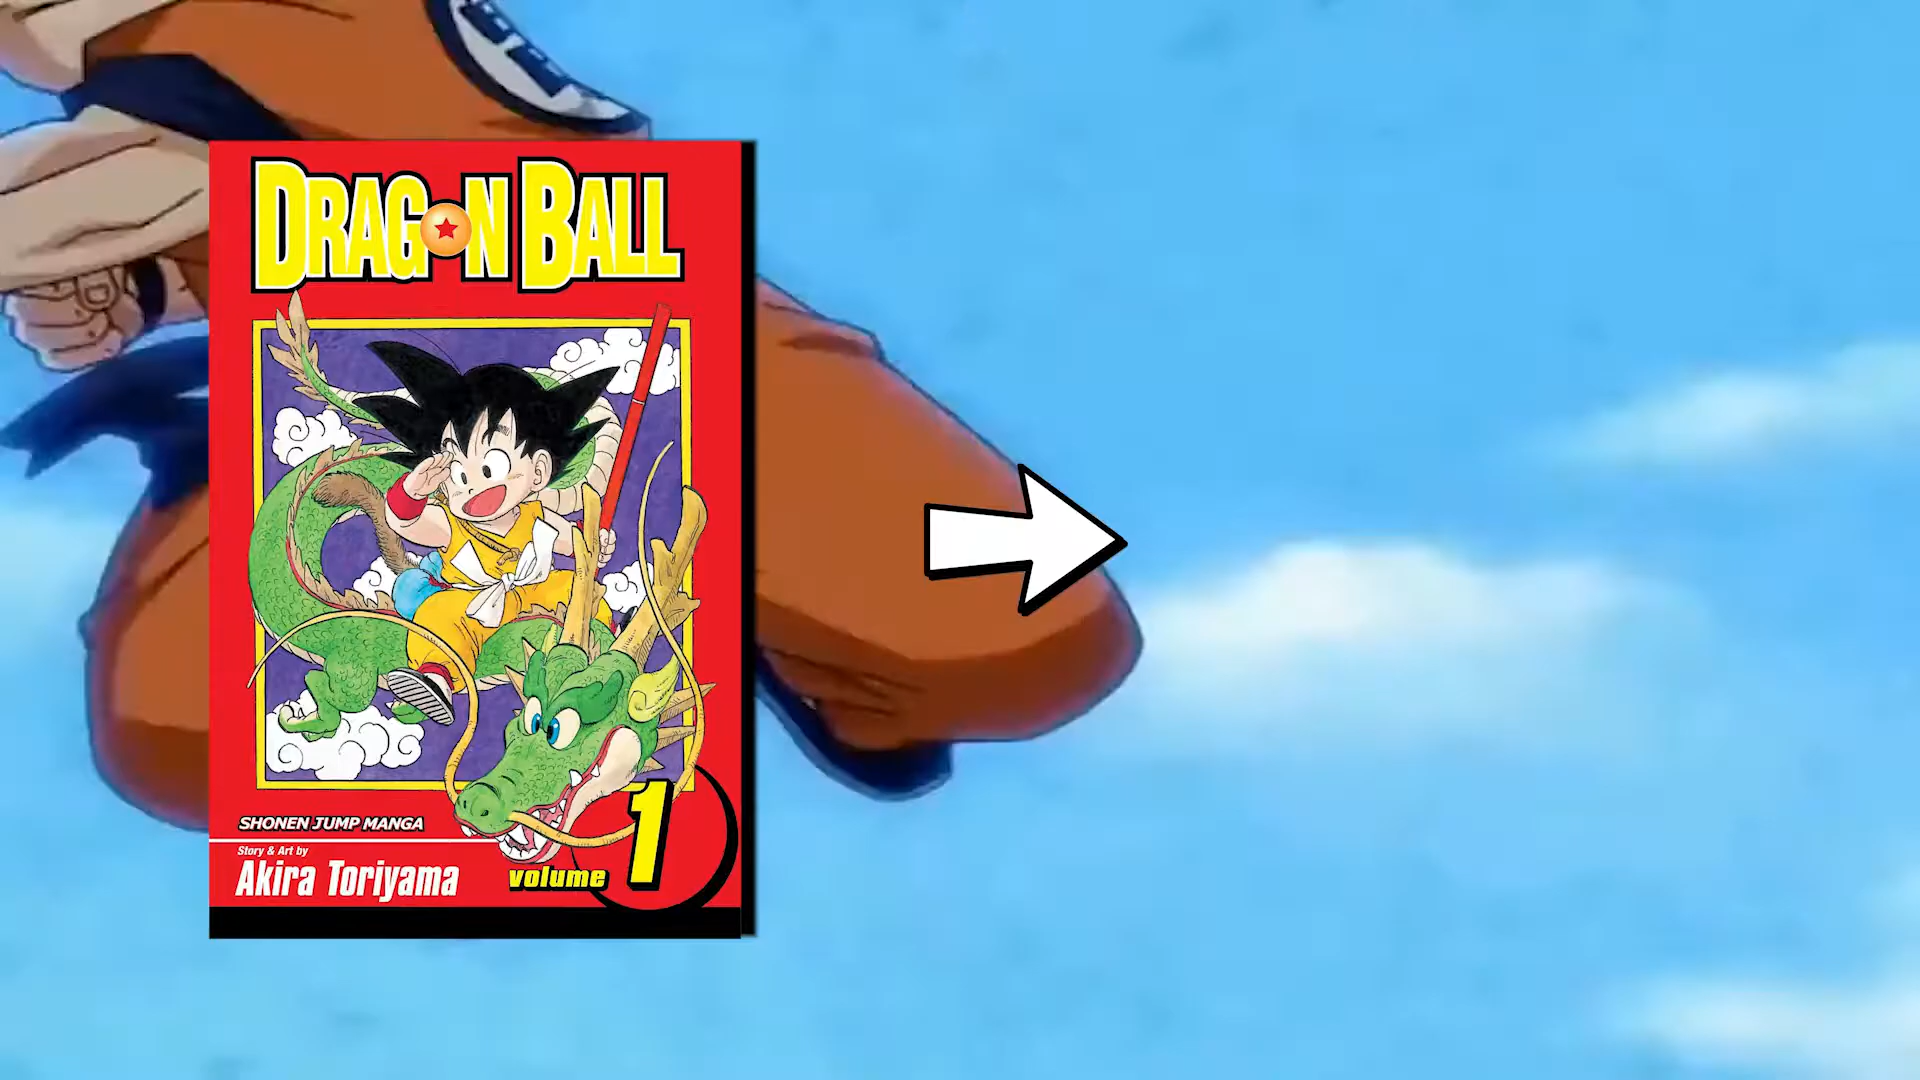 DRAGON BALL
SHONEN JUMP MANGA
Story & Art by
Akira Toriyama
volume 1